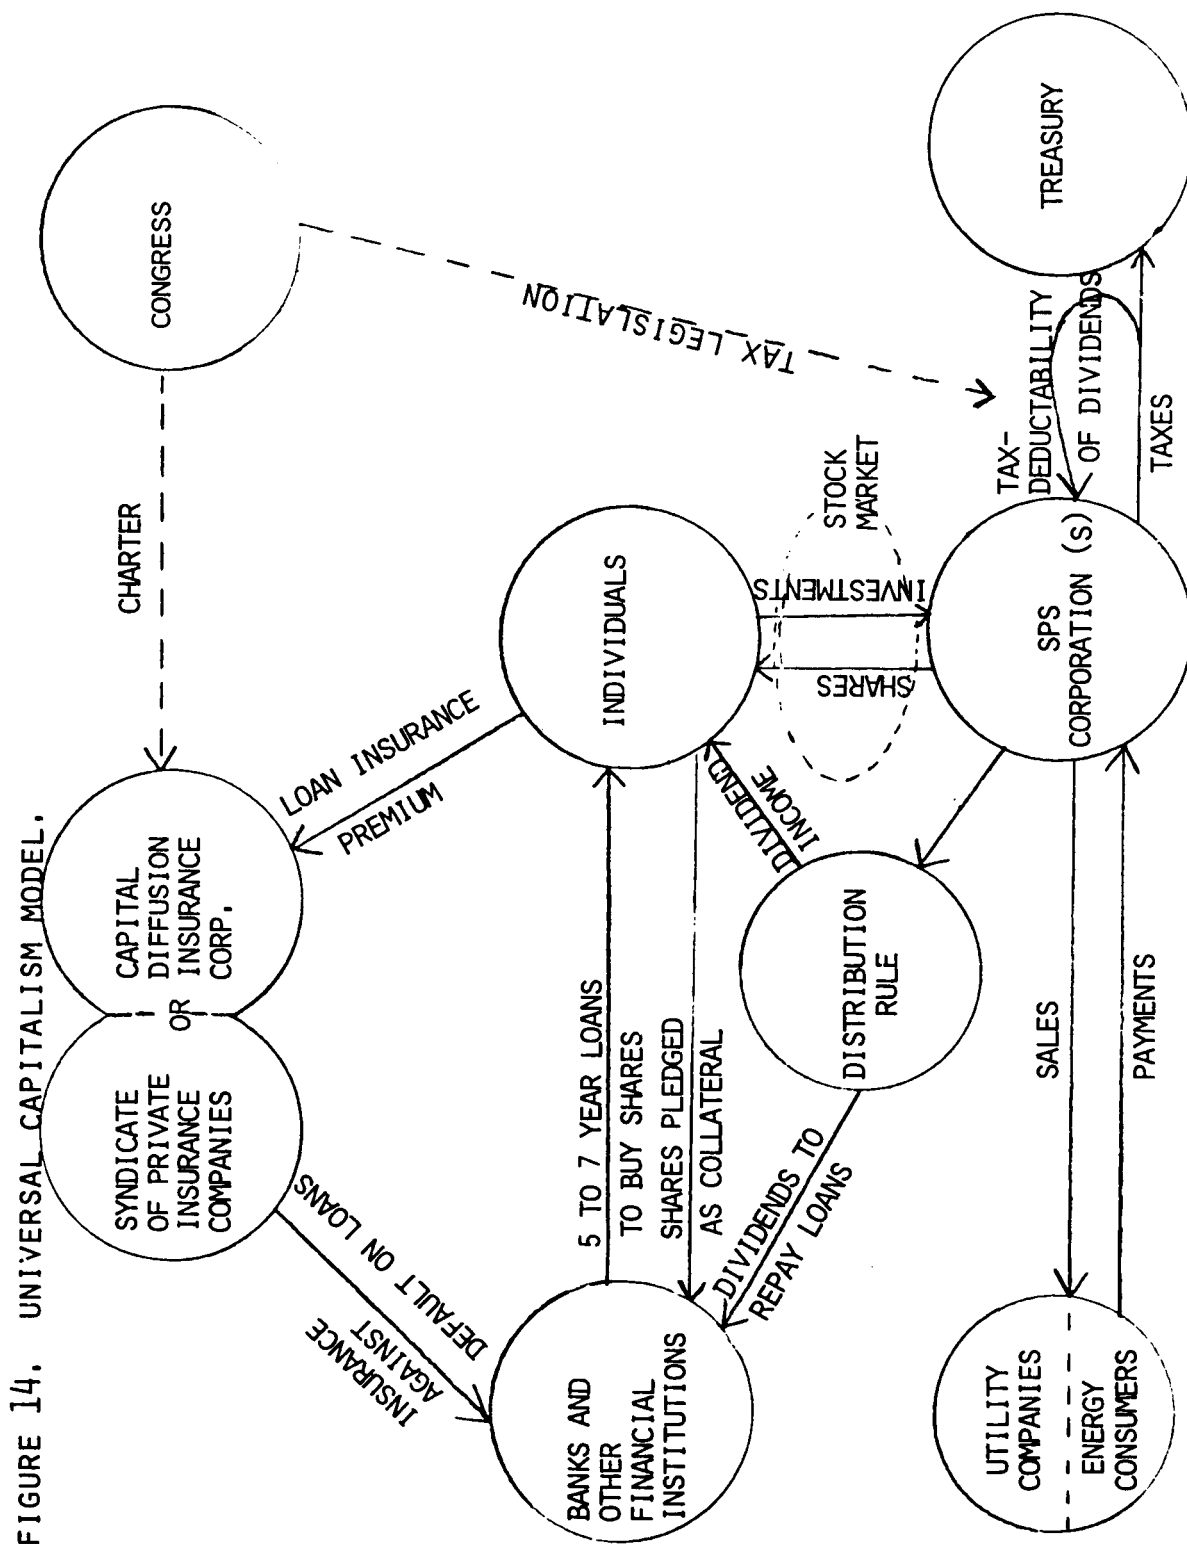 FIGURE 14. UNIVERSAL CAPITALISM MODEL.
SYNDICATE
OF PRIVATE
INSURANCE
COMPANIES
OR
CAPITAL
DIFFUSION
INSURANCE
CORP.
CHARTER
CONGRESS
INSURANCE
AGAINST
DEFAULT ON LOANS
LOAN INSURANCE
PREMIUM
TAX LEGISLATION
BANKS AND
OTHER
FINANCIAL
INSTITUTIONS
5 TO 7 YEAR LOANS
TO BUY SHARES
SHARES PLEDGED
AS COLLATERAL
INDIVIDUALS
DIVIDENDS TO
REPAY LOANS
DISTRIBUTION
RULE
DIVIDEND
INCOME
SHARES
INVESTMENTS
STOCK
MARKET
UTILITY
COMPANIES
ENERGY
CONSUMERS
SALES
PAYMENTS
SPS
CORPORATION (S)
TAX-
DEDUCTABILITY
OF DIVIDENDS
TAXES
TREASURY